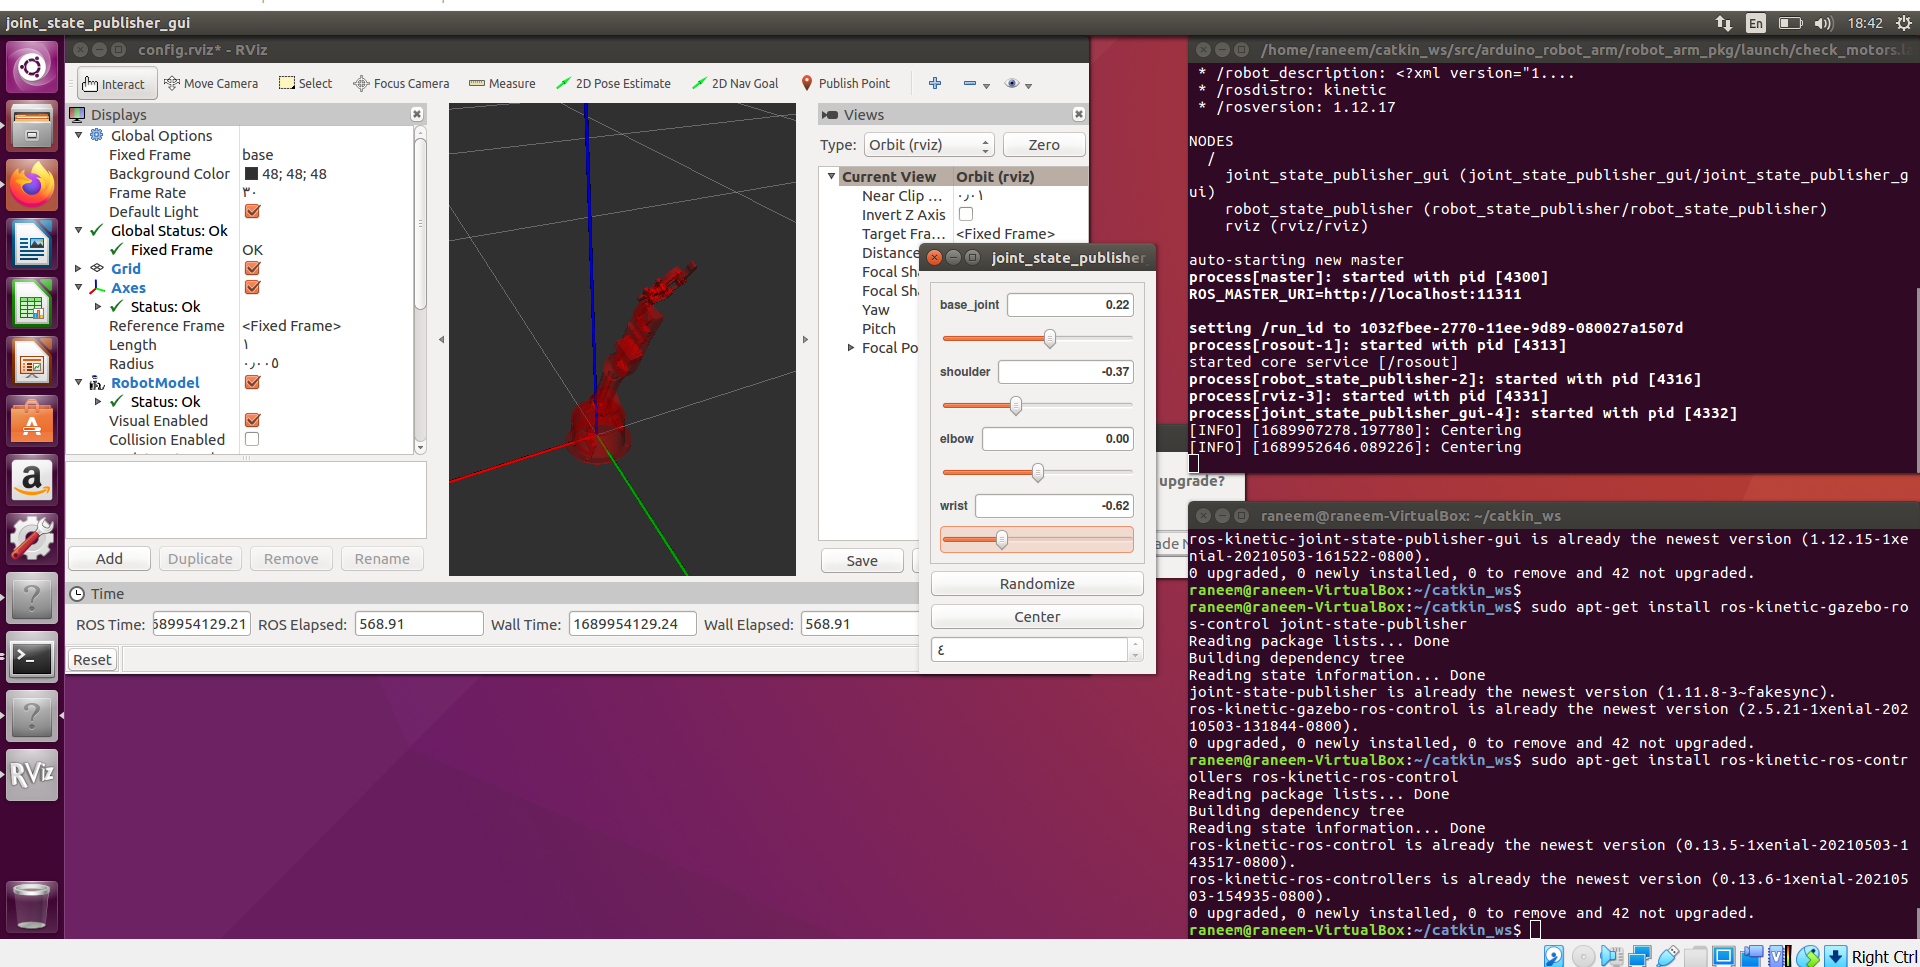 joint_state_publisher_gui
En
18:42
config.rviz* - RViz
Interact
Move Camera
Select
Focus Camera
Measure
2D Pose Estimate
2D Nav Goal
Publish Point
Displays
Global Options
Fixed Frame base
Background Color 48; 48; 48
Frame Rate ٣٠
Default Light
Global Status: Ok
Fixed Frame OK
Grid
Axes
Status: Ok
Reference Frame <Fixed Frame>
Length ١
Radius ٠٫٠٠٥
RobotModel
Status: Ok
Visual Enabled
Collision Enabled
Add
Duplicate
Remove
Rename
Views
Type: Orbit (rviz) Zero
Current View Orbit (rviz)
Near Clip ... ٠٫٠١
Invert Z Axis
Target Fra... <Fixed Frame>
Distance
Focal Sh
Focal Sh
Yaw
Pitch
Focal Po
Save
Time
ROS Time: 689954129.21 ROS Elapsed: 568.91 Wall Time: 1689954129.24 Wall Elapsed: 568.91
Reset
joint_state_publisher
base_joint 0.22
shoulder -0.37
elbow 0.00
wrist -0.62
Randomize
Center
٤
upgrade?
ade N
/home/raneem/catkin_ws/src/arduino_robot_arm/robot_arm_pkg/launch/check_motors.la
* /robot_description: <?xml version="1....
* /rosdistro: kinetic
* /rosversion: 1.12.17
NODES
/
joint_state_publisher_gui (joint_state_publisher_gui/joint_state_publisher_g
ui)
robot_state_publisher (robot_state_publisher/robot_state_publisher)
rviz (rviz/rviz)
auto-starting new master
process[master]: started with pid [4300]
ROS_MASTER_URI=http://localhost:11311
setting /run_id to 1032fbee-2770-11ee-9d89-080027a1507d
process[rosout-1]: started with pid [4313]
started core service [/rosout]
process[robot_state_publisher-2]: started with pid [4316]
process[rviz-3]: started with pid [4331]
process[joint_state_publisher_gui-4]: started with pid [4332]
[INFO] [1689907278.197780]: Centering
[INFO] [1689952646.089226]: Centering
raneem@raneem-VirtualBox: ~/catkin_ws
ros-kinetic-joint-state-publisher-gui is already the newest version (1.12.15-1xe
nial-20210503-161522-0800).
0 upgraded, 0 newly installed, 0 to remove and 42 not upgraded.
raneem@raneem-VirtualBox:~/catkin_ws$
raneem@raneem-VirtualBox:~/catkin_ws$ sudo apt-get install ros-kinetic-gazebo-ro
s-control joint-state-publisher
Reading package lists... Done
Building dependency tree
Reading state information... Done
joint-state-publisher is already the newest version (1.11.8-3~fakesync).
ros-kinetic-gazebo-ros-control is already the newest version (2.5.21-1xenial-202
10503-131844-0800).
0 upgraded, 0 newly installed, 0 to remove and 42 not upgraded.
raneem@raneem-VirtualBox:~/catkin_ws$ sudo apt-get install ros-kinetic-ros-contr
ollers ros-kinetic-ros-control
Reading package lists... Done
Building dependency tree
Reading state information... Done
ros-kinetic-ros-control is already the newest version (0.13.5-1xenial-20210503-1
43517-0800).
ros-kinetic-ros-controllers is already the newest version (0.13.6-1xenial-202105
03-154935-0800).
0 upgraded, 0 newly installed, 0 to remove and 42 not upgraded.
raneem@raneem-VirtualBox:~/catkin_ws$
RViz
Right Ctrl